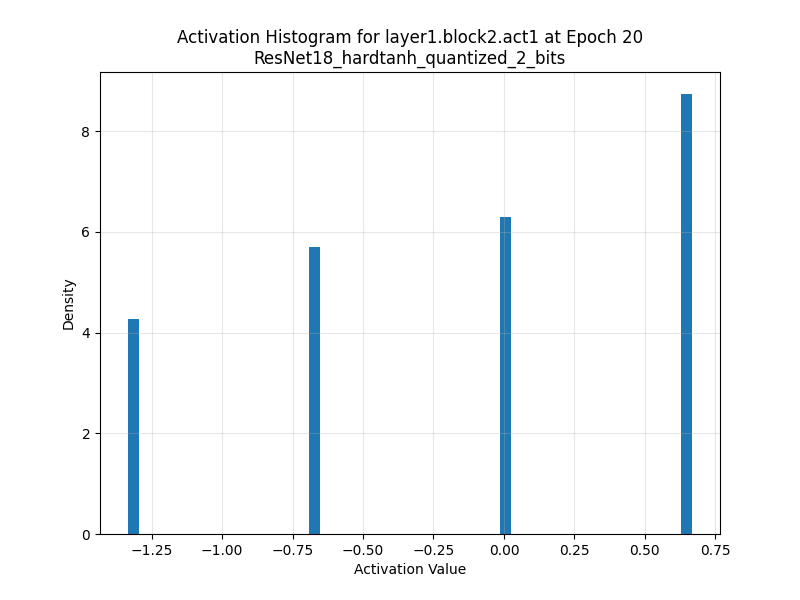 Activation Histogram for layer1.block2.act1 at Epoch 20
ResNet18_hardtanh_quantized_2_bits
8
6
4
2
0
Density
−1.25 −1.00 −0.75 −0.50 −0.25 0.00 0.25 0.50 0.75
Activation Value